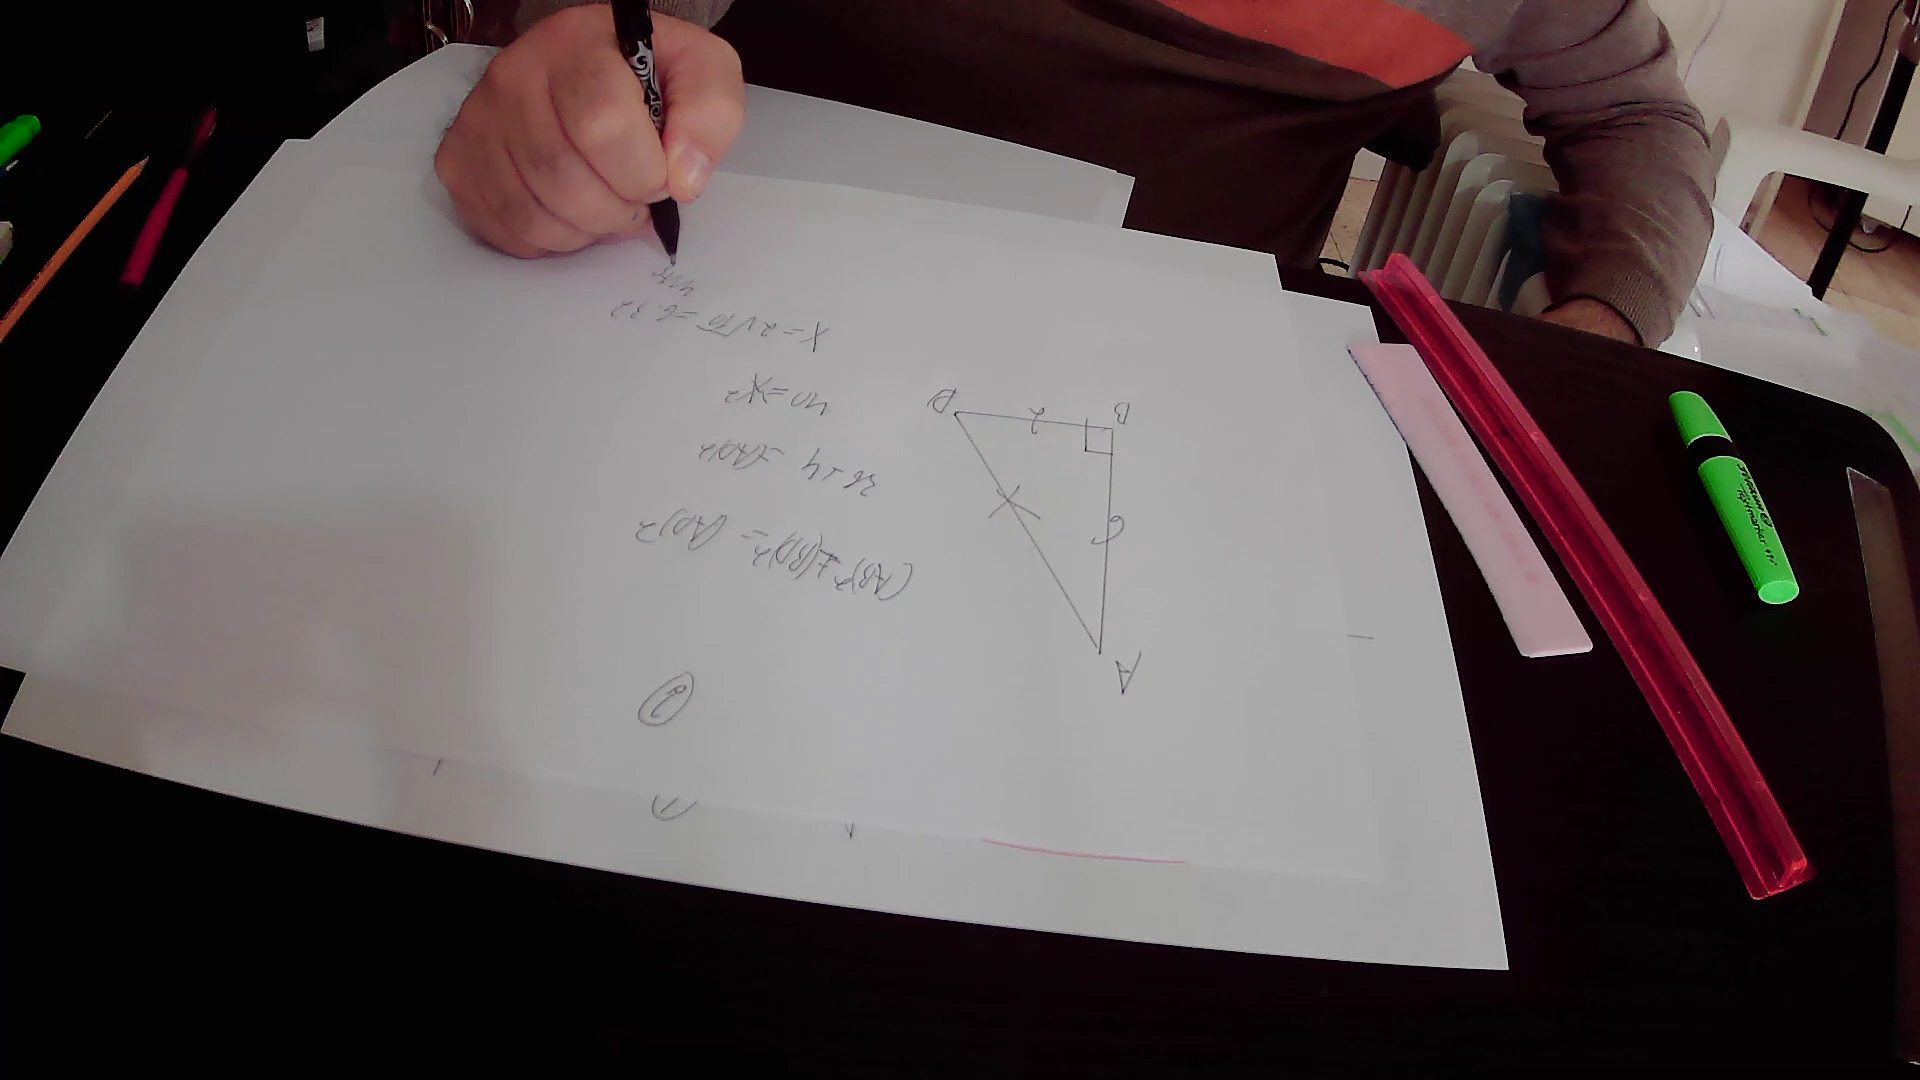 ②
A
6
B
2
D
X
(AB)²+(BD)²=(AD)²
36+4=(AD)²
40=X²
X=2√10=6.32